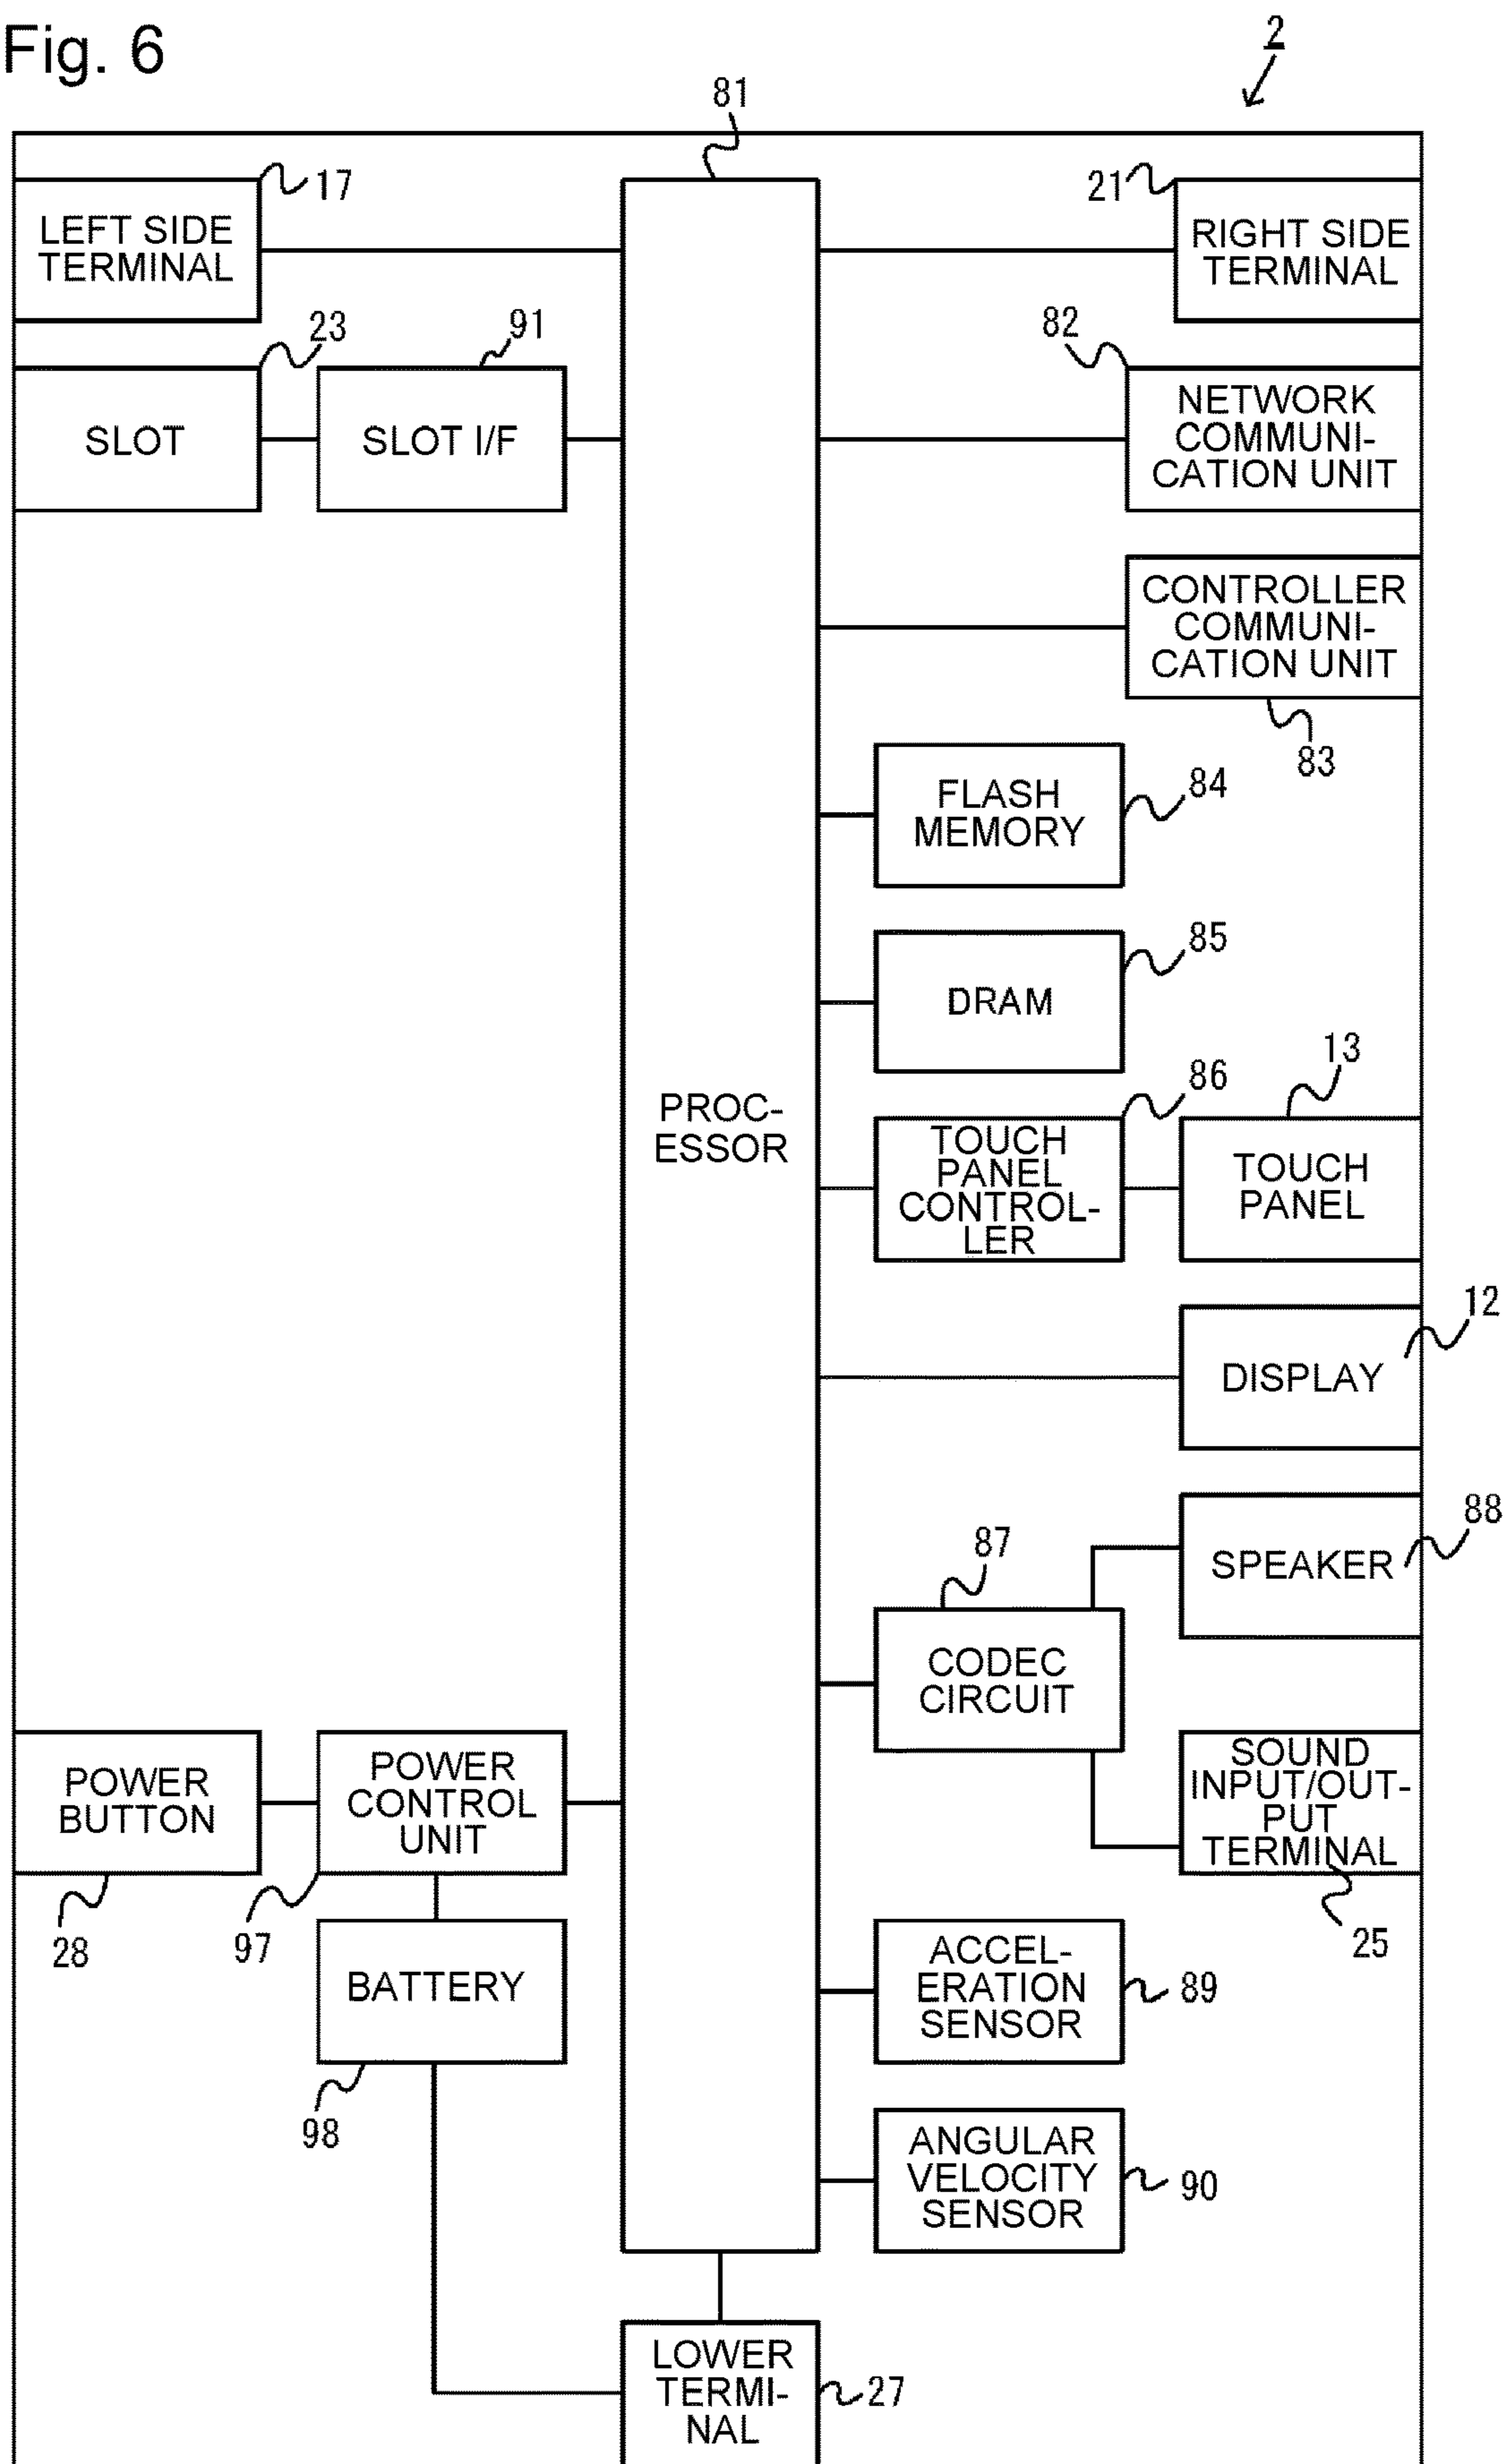 Fig. 6
2
81
17
LEFT SIDE
TERMINAL
21
RIGHT SIDE
TERMINAL
23
SLOT
91
SLOT I/F
82
NETWORK
COMMUNI-
CATION UNIT
CONTROLLER
COMMUNI-
CATION UNIT
83
FLASH
MEMORY
84
DRAM
85
PROC-
ESSOR
86
TOUCH
PANEL
CONTROL-
LER
13
TOUCH
PANEL
12
DISPLAY
88
SPEAKER
87
CODEC
CIRCUIT
SOUND
INPUT/OUT-
PUT
TERMINAL
25
POWER
BUTTON
28
POWER
CONTROL
UNIT
97
BATTERY
98
ACCEL-
ERATION
SENSOR
89
ANGULAR
VELOCITY
SENSOR
90
LOWER
TERMI-
NAL
27